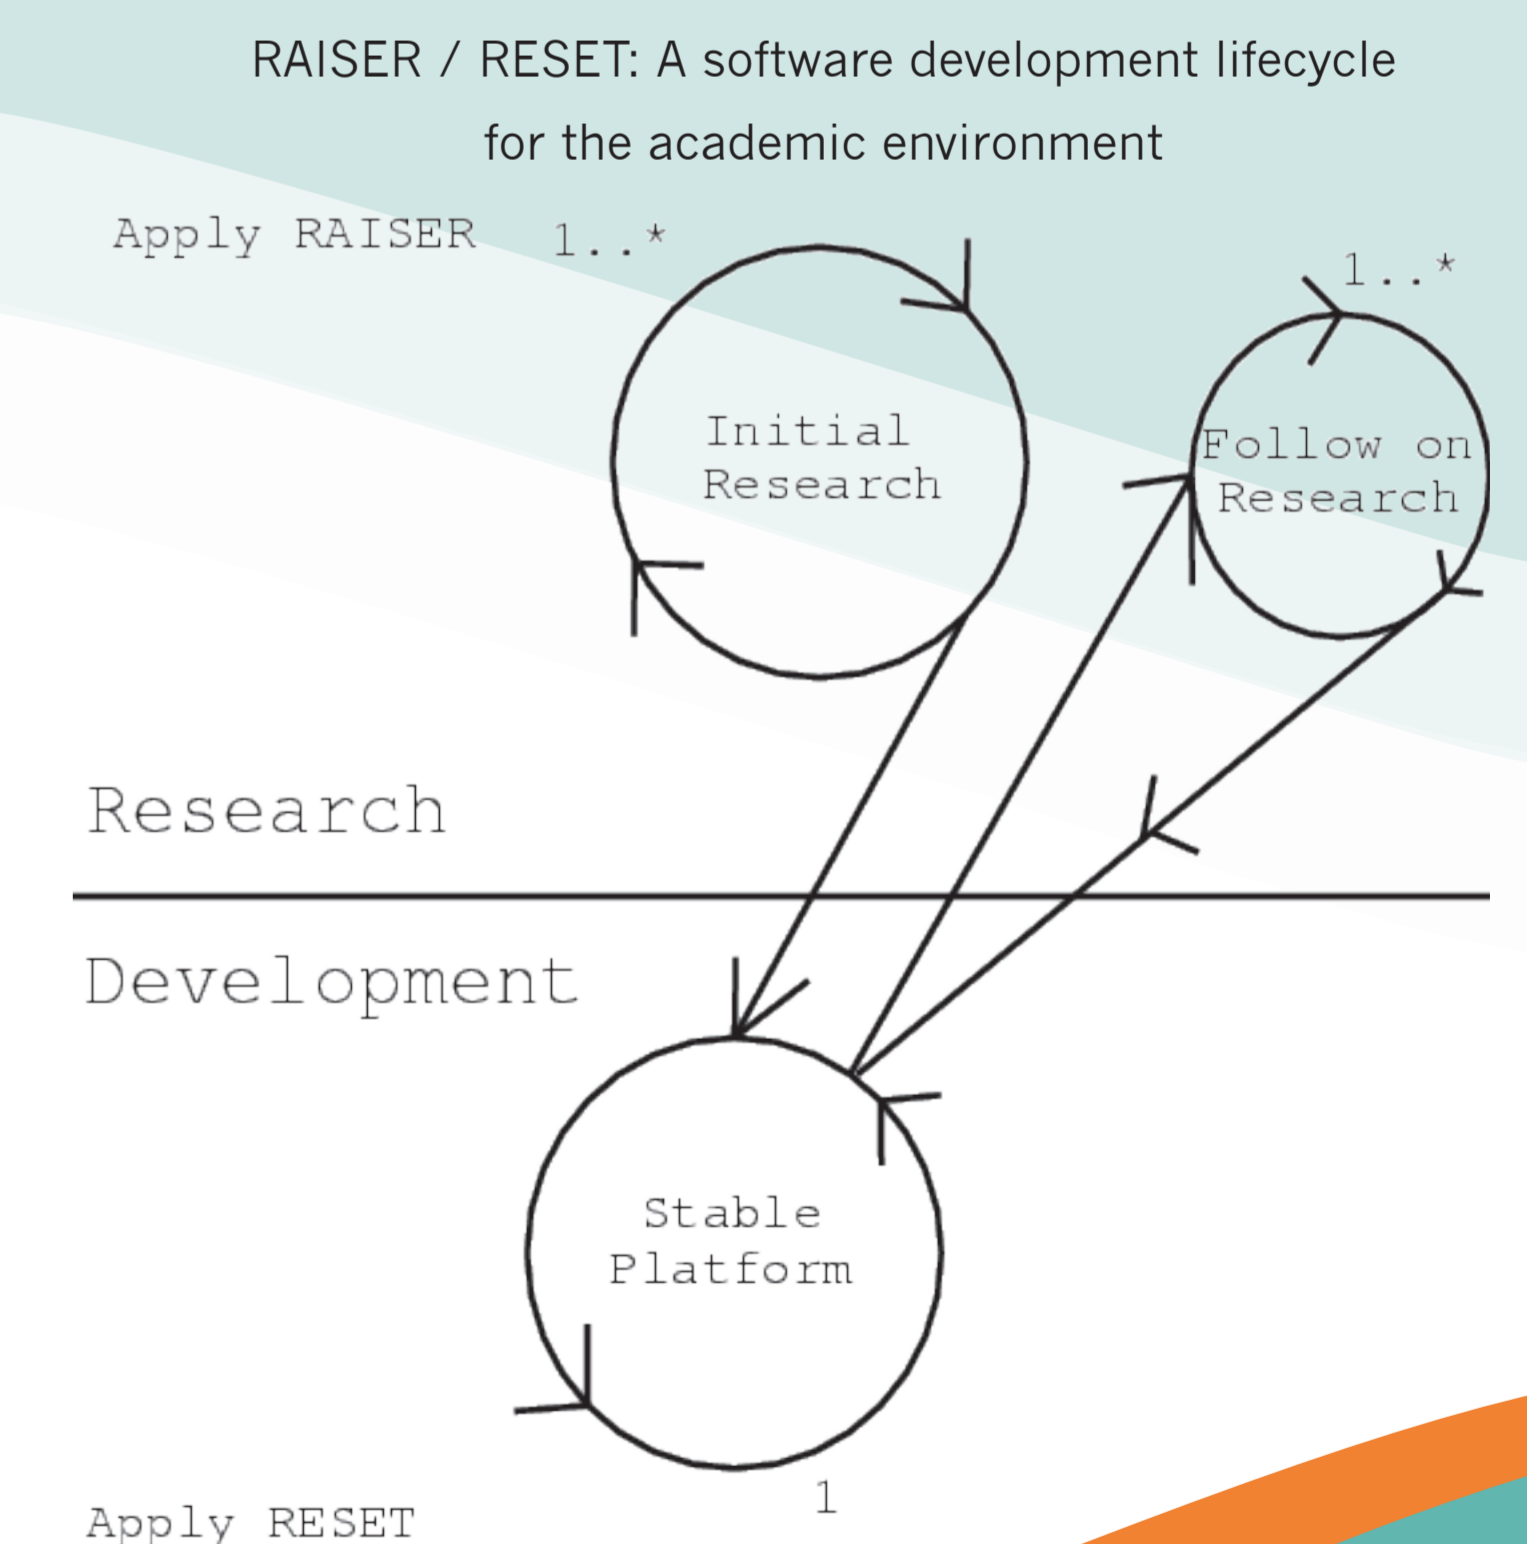 RAISER / RESET: A software development lifecycle
for the academic environment
Apply RAISER
1..*
1..*
Initial
Research
Follow on
Research
Research
Development
Stable
Platform
1
Apply RESET